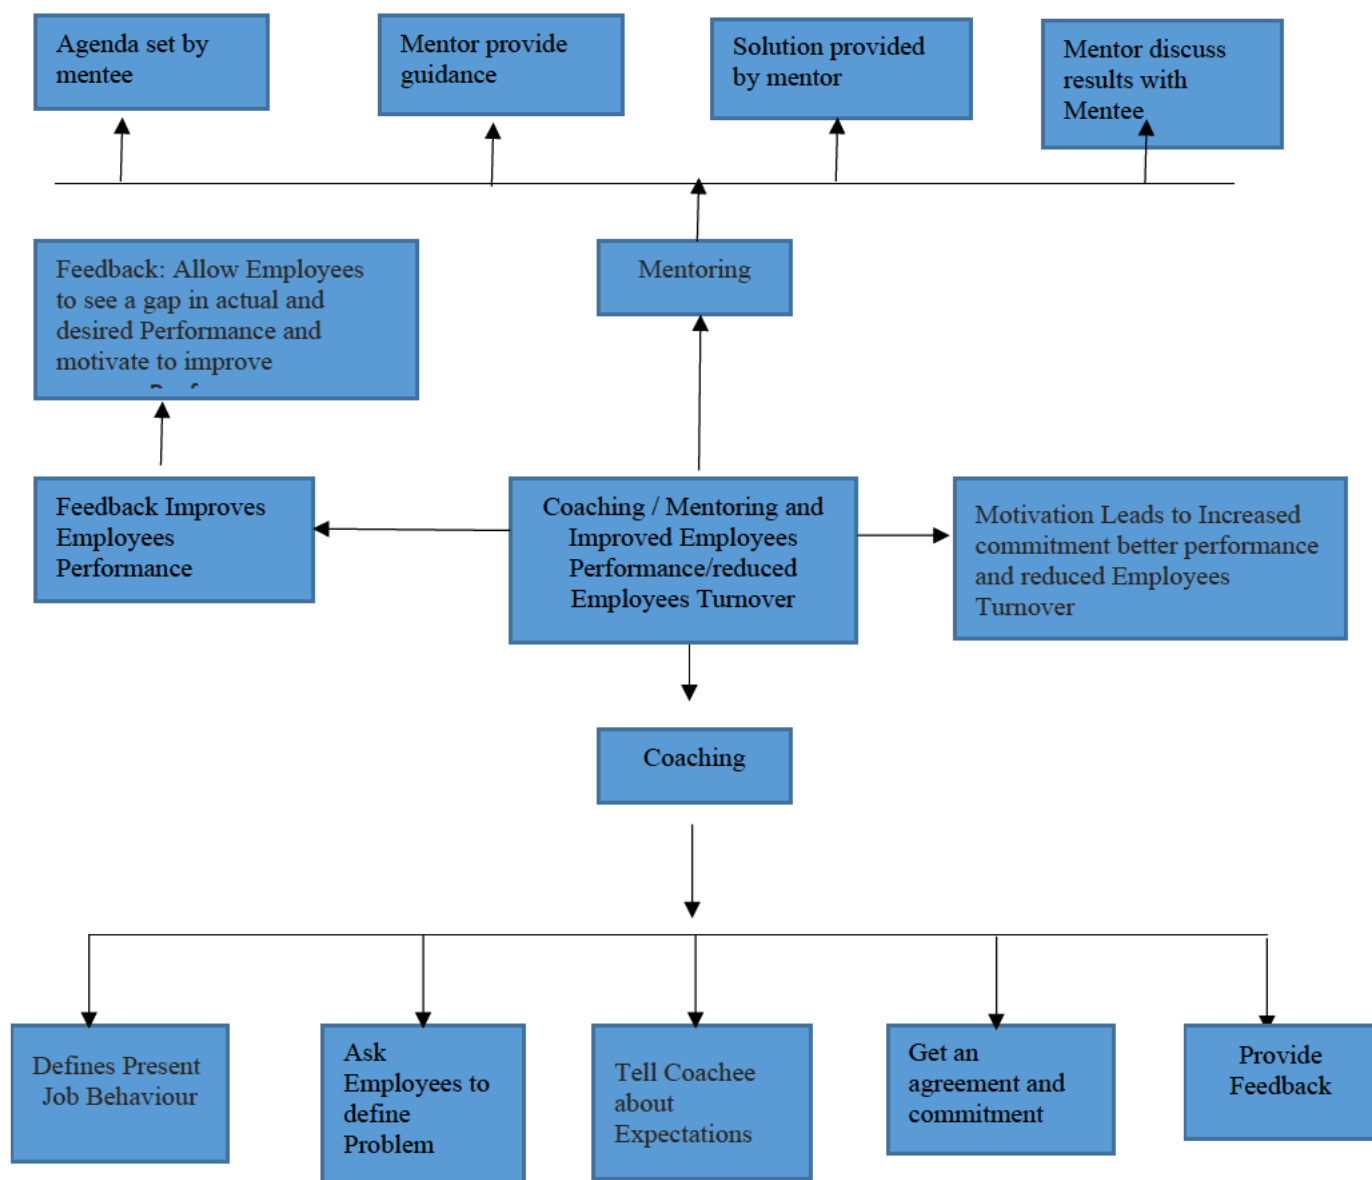 Agenda set by
mentee
Mentor provide
guidance
Solution provided
by mentor
Mentor discuss
results with
Mentee
Feedback: Allow Employees
to see a gap in actual and
desired Performance and
motivate to improve
Mentoring
Feedback Improves
Employees
Performance
Coaching / Mentoring and
Improved Employees
Performance/reduced
Employees Turnover
Motivation Leads to Increased
commitment better performance
and reduced Employees
Turnover
Coaching
Defines Present
Job Behaviour
Ask
Employees to
define
Problem
Tell Coachee
about
Expectations
Get an
agreement and
commitment
Provide
Feedback